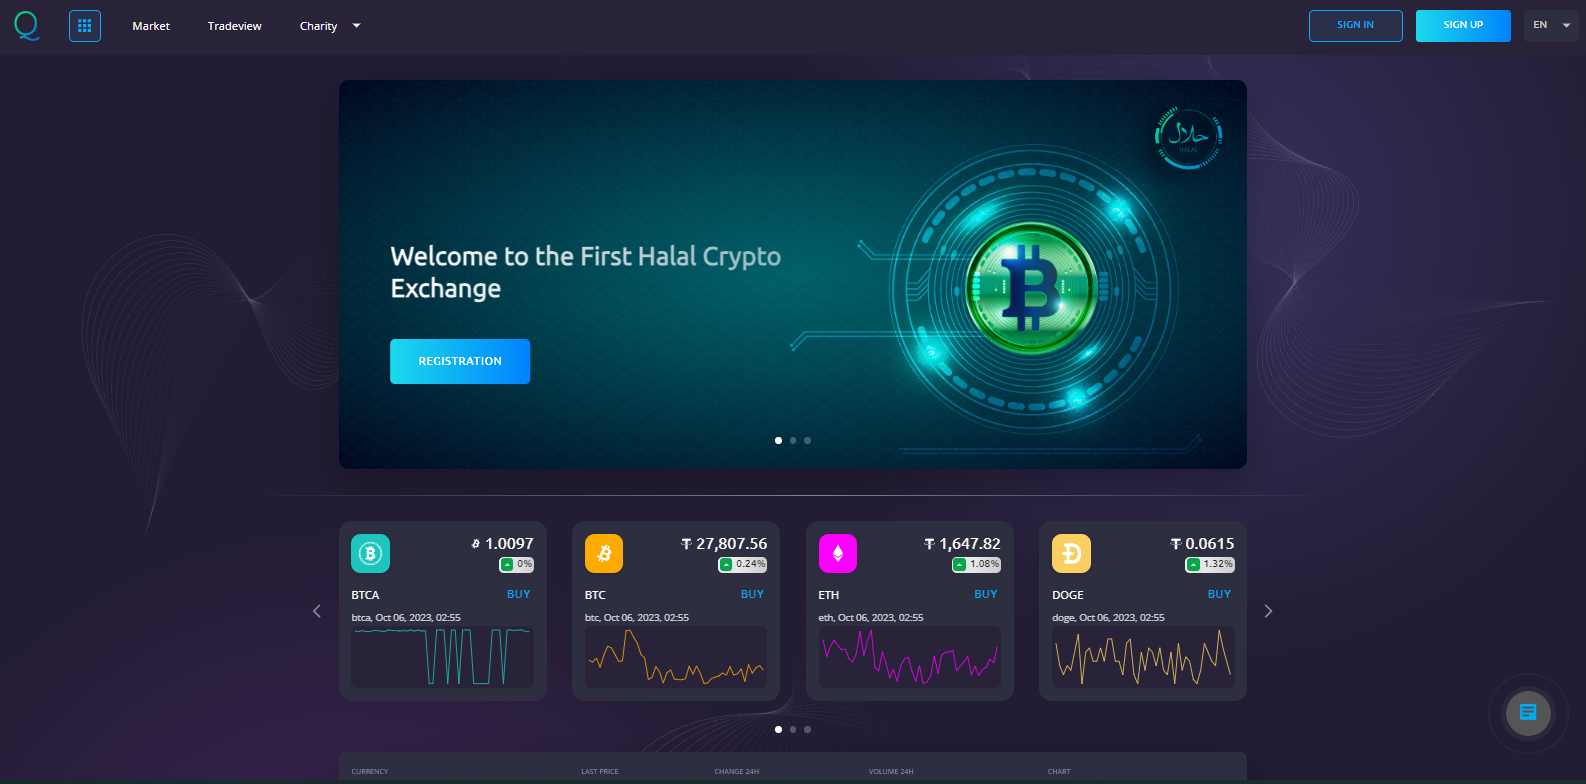 Market Tradeview Charity SIGN IN SIGN UP EN
حلال
HALAL
Welcome to the First Halal Crypto
Exchange
REGISTRATION
1.0097
0%
BTCA BUY
btca, Oct 06, 2023, 02:55
27,807.56
0.24%
BTC BUY
btc, Oct 06, 2023, 02:55
1,647.82
1.08%
ETH BUY
eth, Oct 06, 2023, 02:55
0.0615
1.32%
DOGE BUY
doge, Oct 06, 2023, 02:55
CURRENCY LAST PRICE CHANGE 24H VOLUME 24H CHART